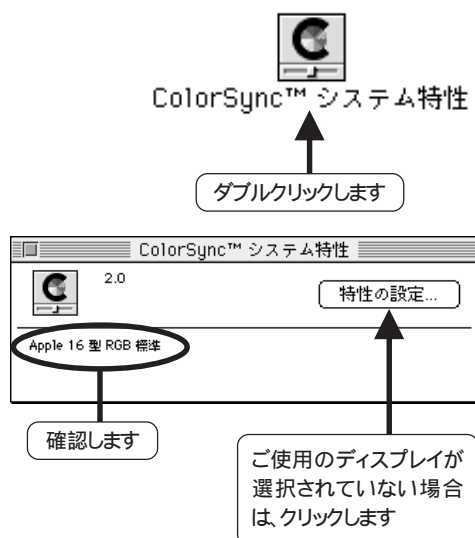 ColorSync™ システム特性
ダブルクリックします
ColorSync™ システム特性
2.0
特性の設定...
Apple 16 型 RGB 標準
確認します
ご使用のディスプレイが
選択されていない場合
は、クリックします